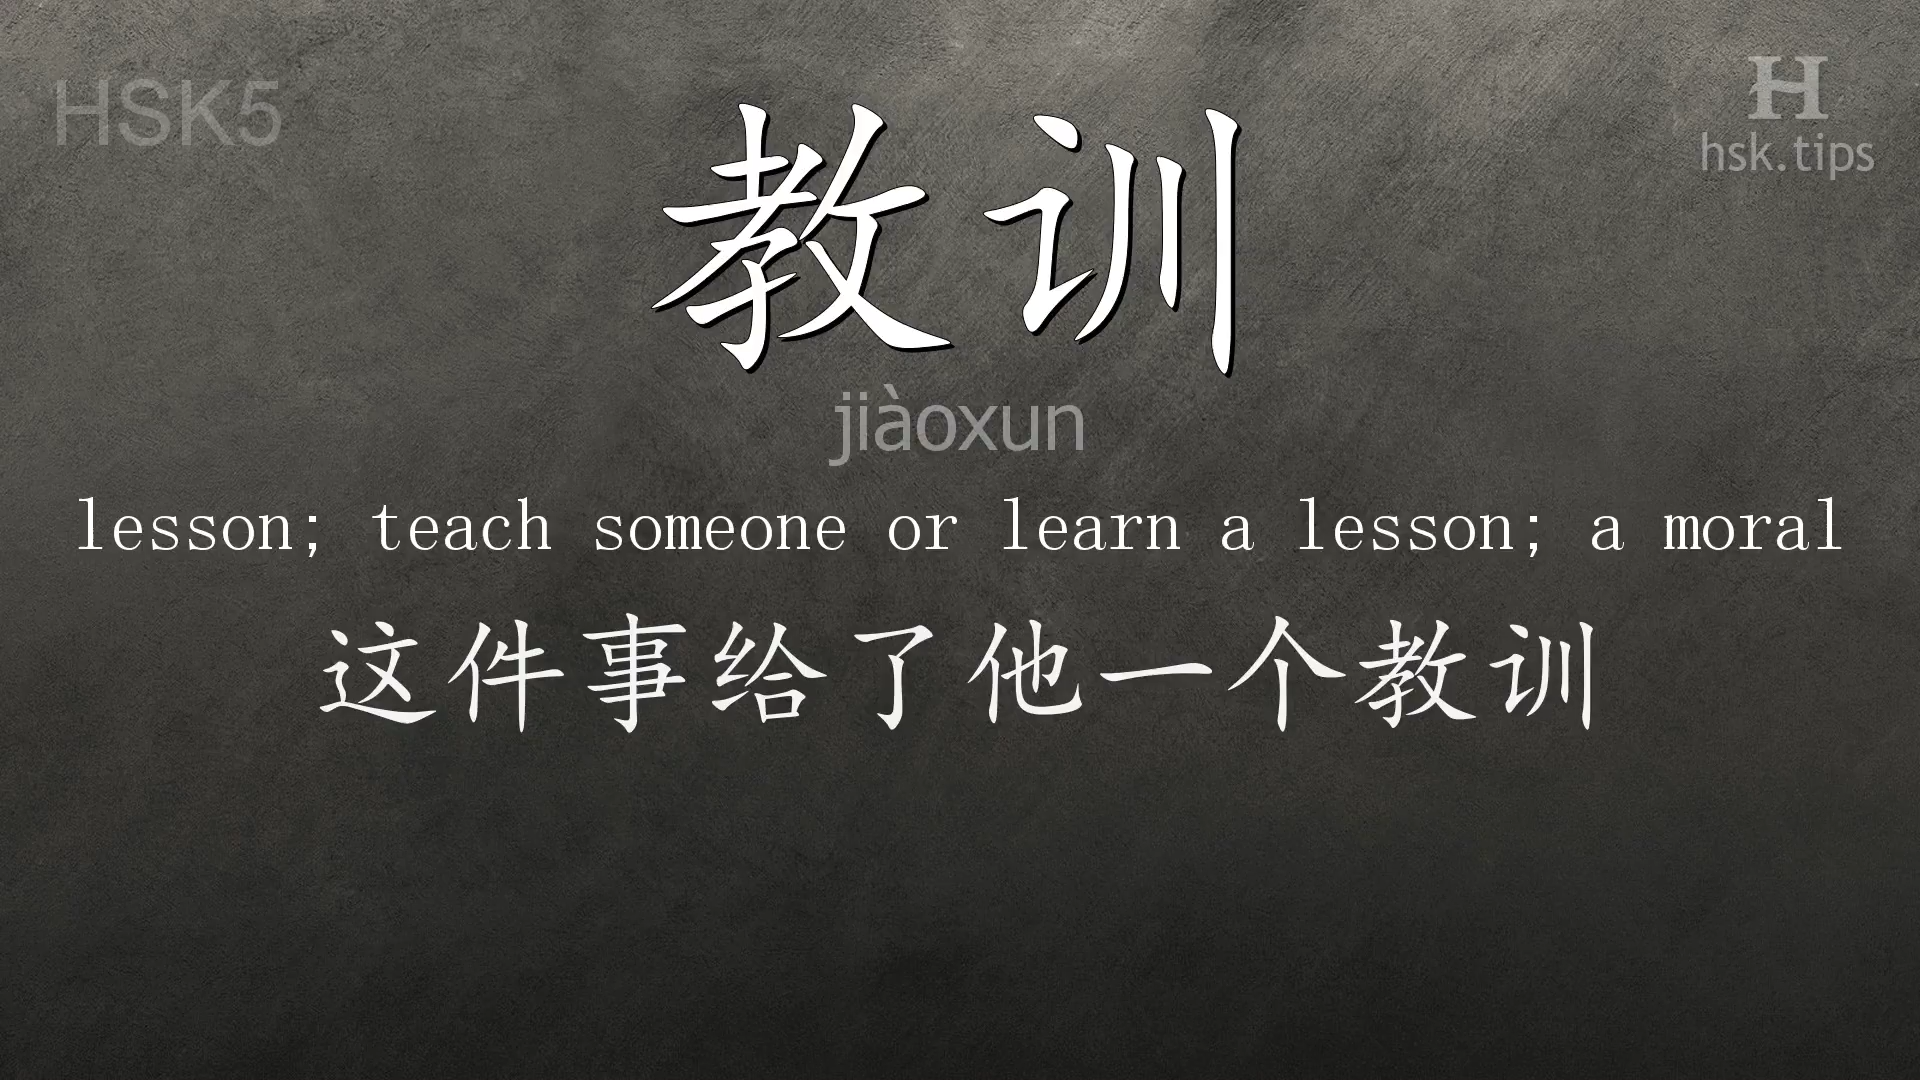 HSK5
H
hsk.tips
教训
jiàoxun
lesson; teach someone or learn a lesson; a moral
这件事给了他一个教训